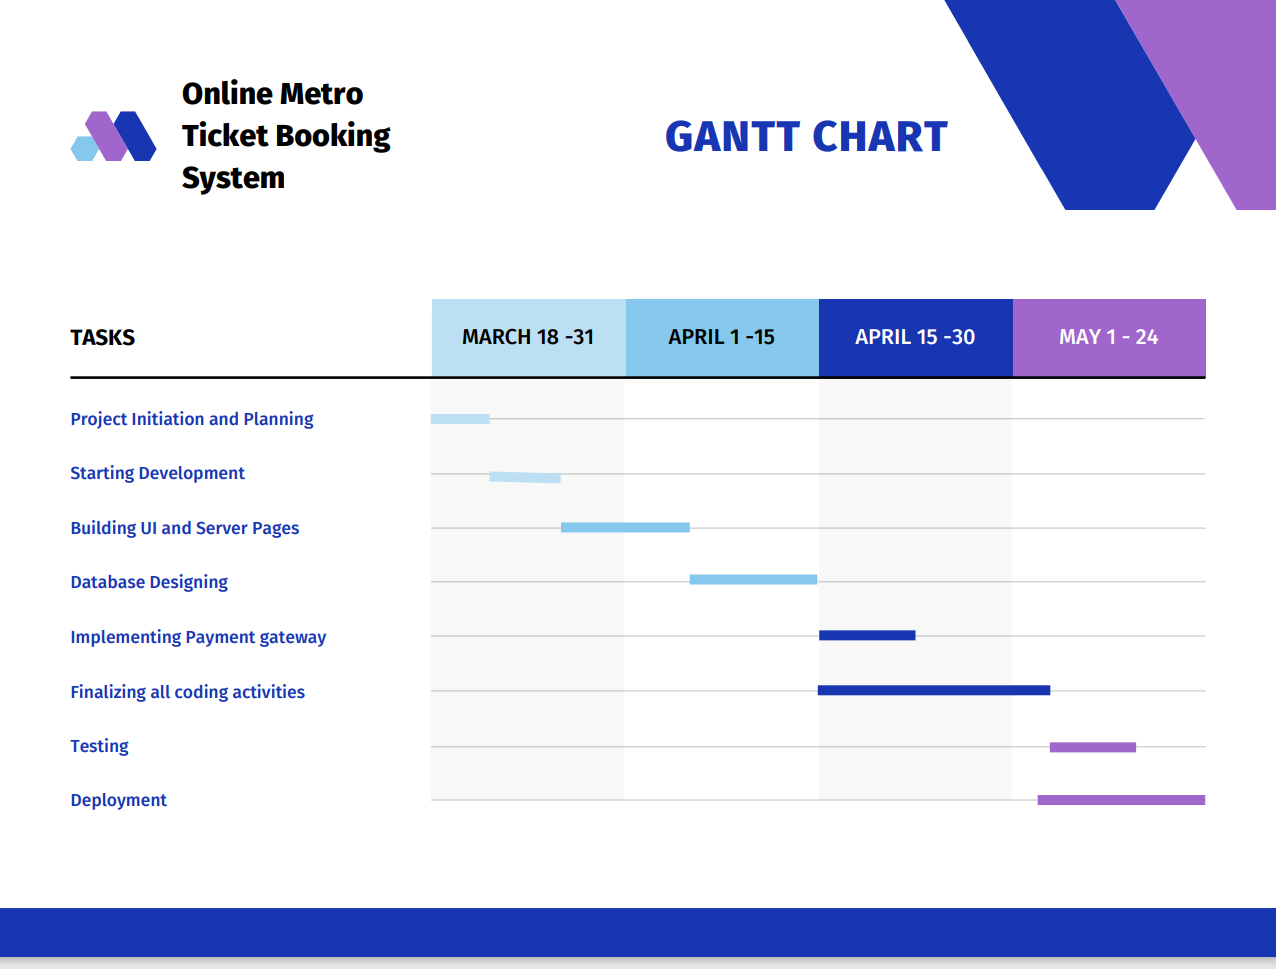 Online Metro
Ticket Booking
System
GANTT CHART
TASKS
MARCH 18 -31
APRIL 1 -15
APRIL 15 -30
MAY 1 - 24
Project Initiation and Planning
Starting Development
Building UI and Server Pages
Database Designing
Implementing Payment gateway
Finalizing all coding activities
Testing
Deployment